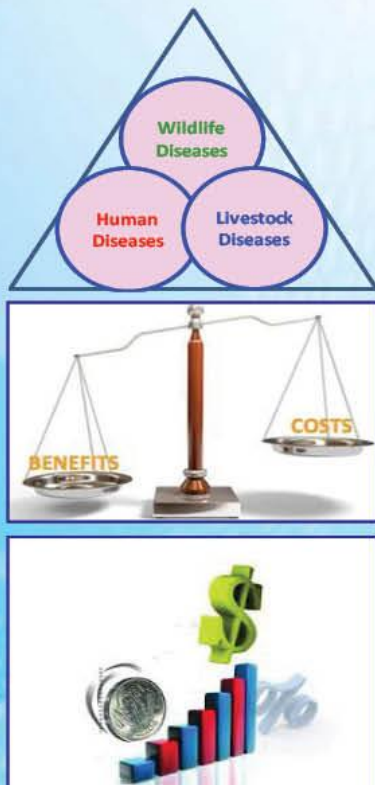 Wildlife
Diseases
Human
Diseases
Livestock
Diseases
COSTS
BENEFITS
$
%